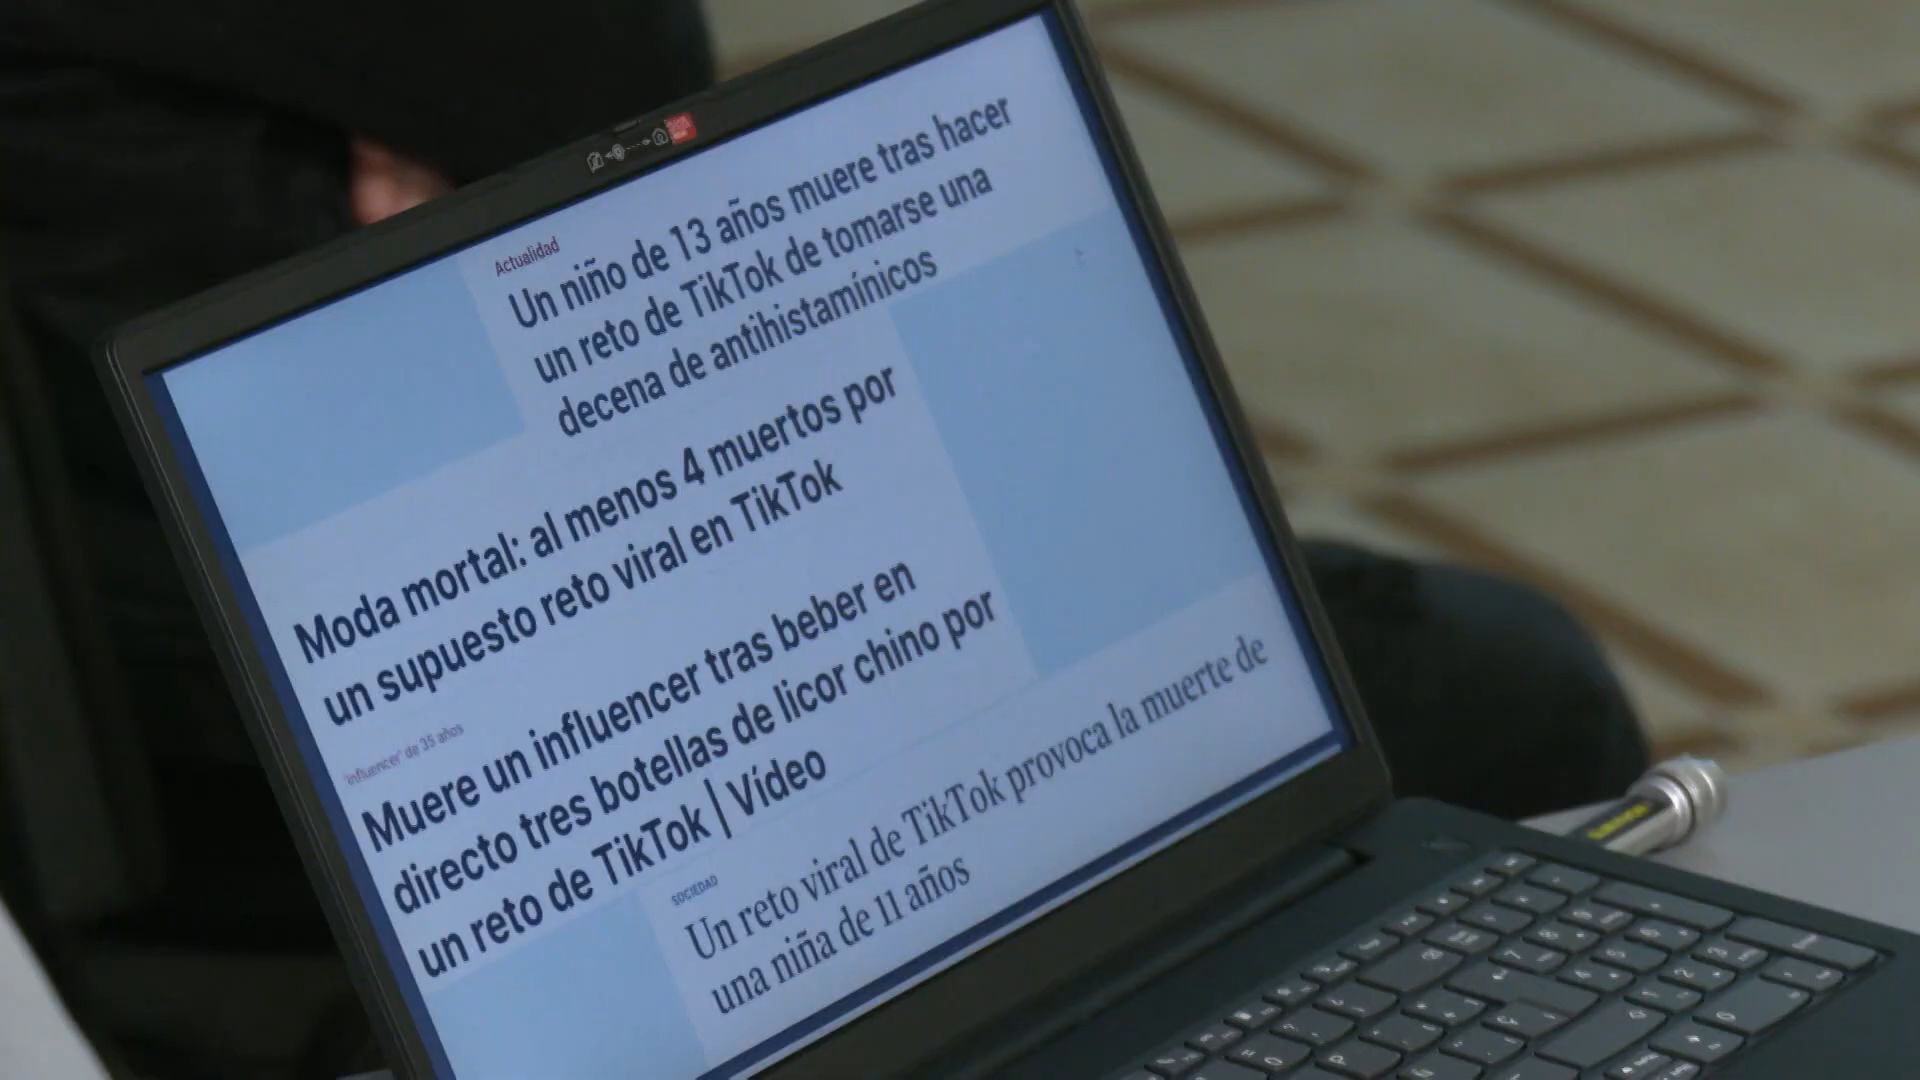 Actualidad
Un niño de 13 años muere tras hacer
un reto de TikTok de tomarse una
decena de antihistamínicos
Moda mortal: al menos 4 muertos por
un supuesto reto viral en TikTok
'influencer' de 35 años
Muere un influencer tras beber en
directo tres botellas de licor chino por
un reto de TikTok | Vídeo
SOCIEDAD
Un reto viral de TikTok provoca la muerte de
una niña de 11 años